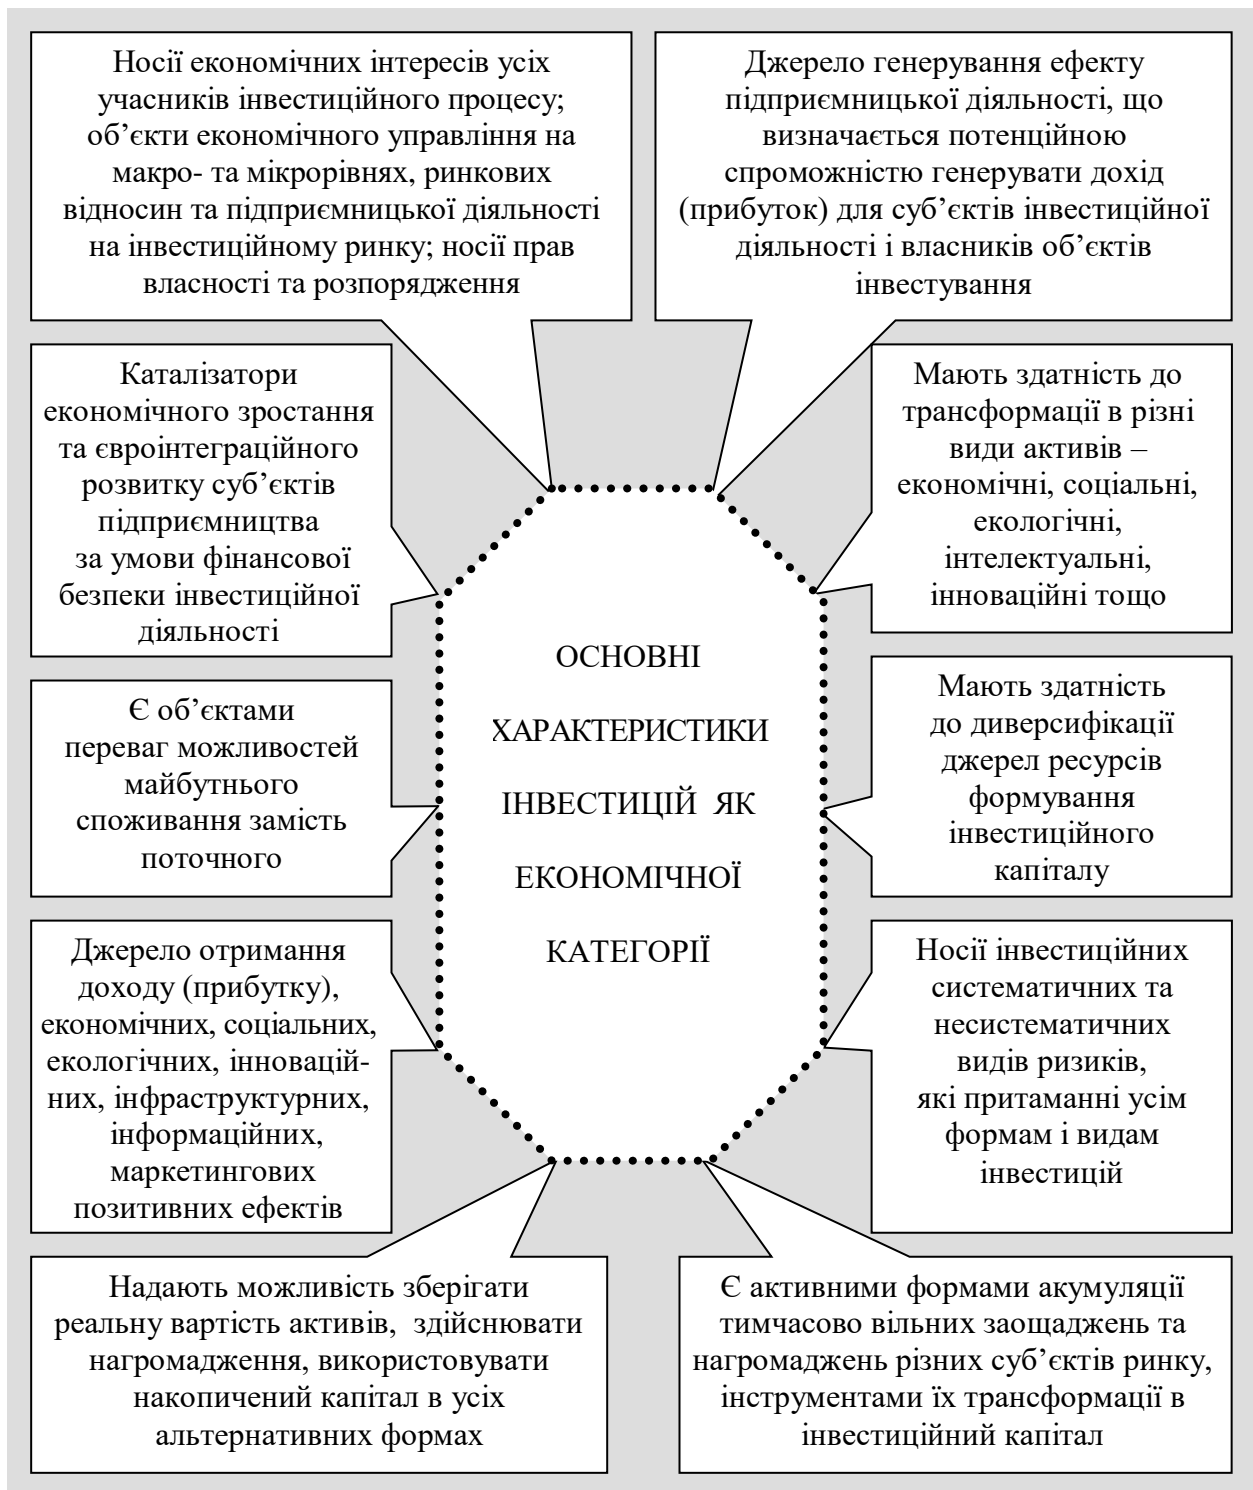 Носії економічних інтересів усіх
учасників інвестиційного процесу;
об’єкти економічного управління на
макро- та мікрорівнях, ринкових
відносин та підприємницької діяльності
на інвестиційному ринку; носії прав
власності та розпорядження
Джерело генерування ефекту
підприємницької діяльності, що
визначається потенційною
спроможністю генерувати дохід
(прибуток) для суб’єктів інвестиційної
діяльності і власників об’єктів
інвестування
Каталізатори
економічного зростання
та євроінтеграційного
розвитку суб’єктів
підприємництва
за умови фінансової
безпеки інвестиційної
діяльності
Мають здатність до
трансформації в різні
види активів –
економічні, соціальні,
екологічні,
інтелектуальні,
інноваційні тощо
ОСНОВНІ
ХАРАКТЕРИСТИКИ
ІНВЕСТИЦІЙ ЯК
ЕКОНОМІЧНОЇ
КАТЕГОРІЇ
Є об’єктами
переваг можливостей
майбутнього
споживання замість
поточного
Мають здатність
до диверсифікації
джерел ресурсів
формування
інвестиційного
капіталу
Джерело отримання
доходу (прибутку),
економічних, соціальних,
екологічних, інновацій-
них, інфраструктурних,
інформаційних,
маркетингових
позитивних ефектів
Носії інвестиційних
систематичних та
несистематичних
видів ризиків,
які притаманні усім
формам і видам
інвестицій
Надають можливість зберігати
реальну вартість активів, здійснювати
нагромадження, використовувати
накопичений капітал в усіх
альтернативних формах
Є активними формами акумуляції
тимчасово вільних заощаджень та
нагромаджень різних суб’єктів ринку,
інструментами їх трансформації в
інвестиційний капітал